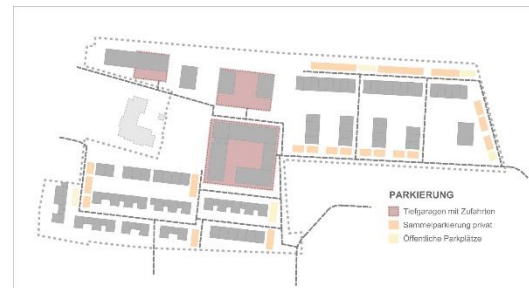 PARKIERUNG
Tiefgaragen mit Zufahrten
Sammelparkierung privat
Öffentliche Parkplätze